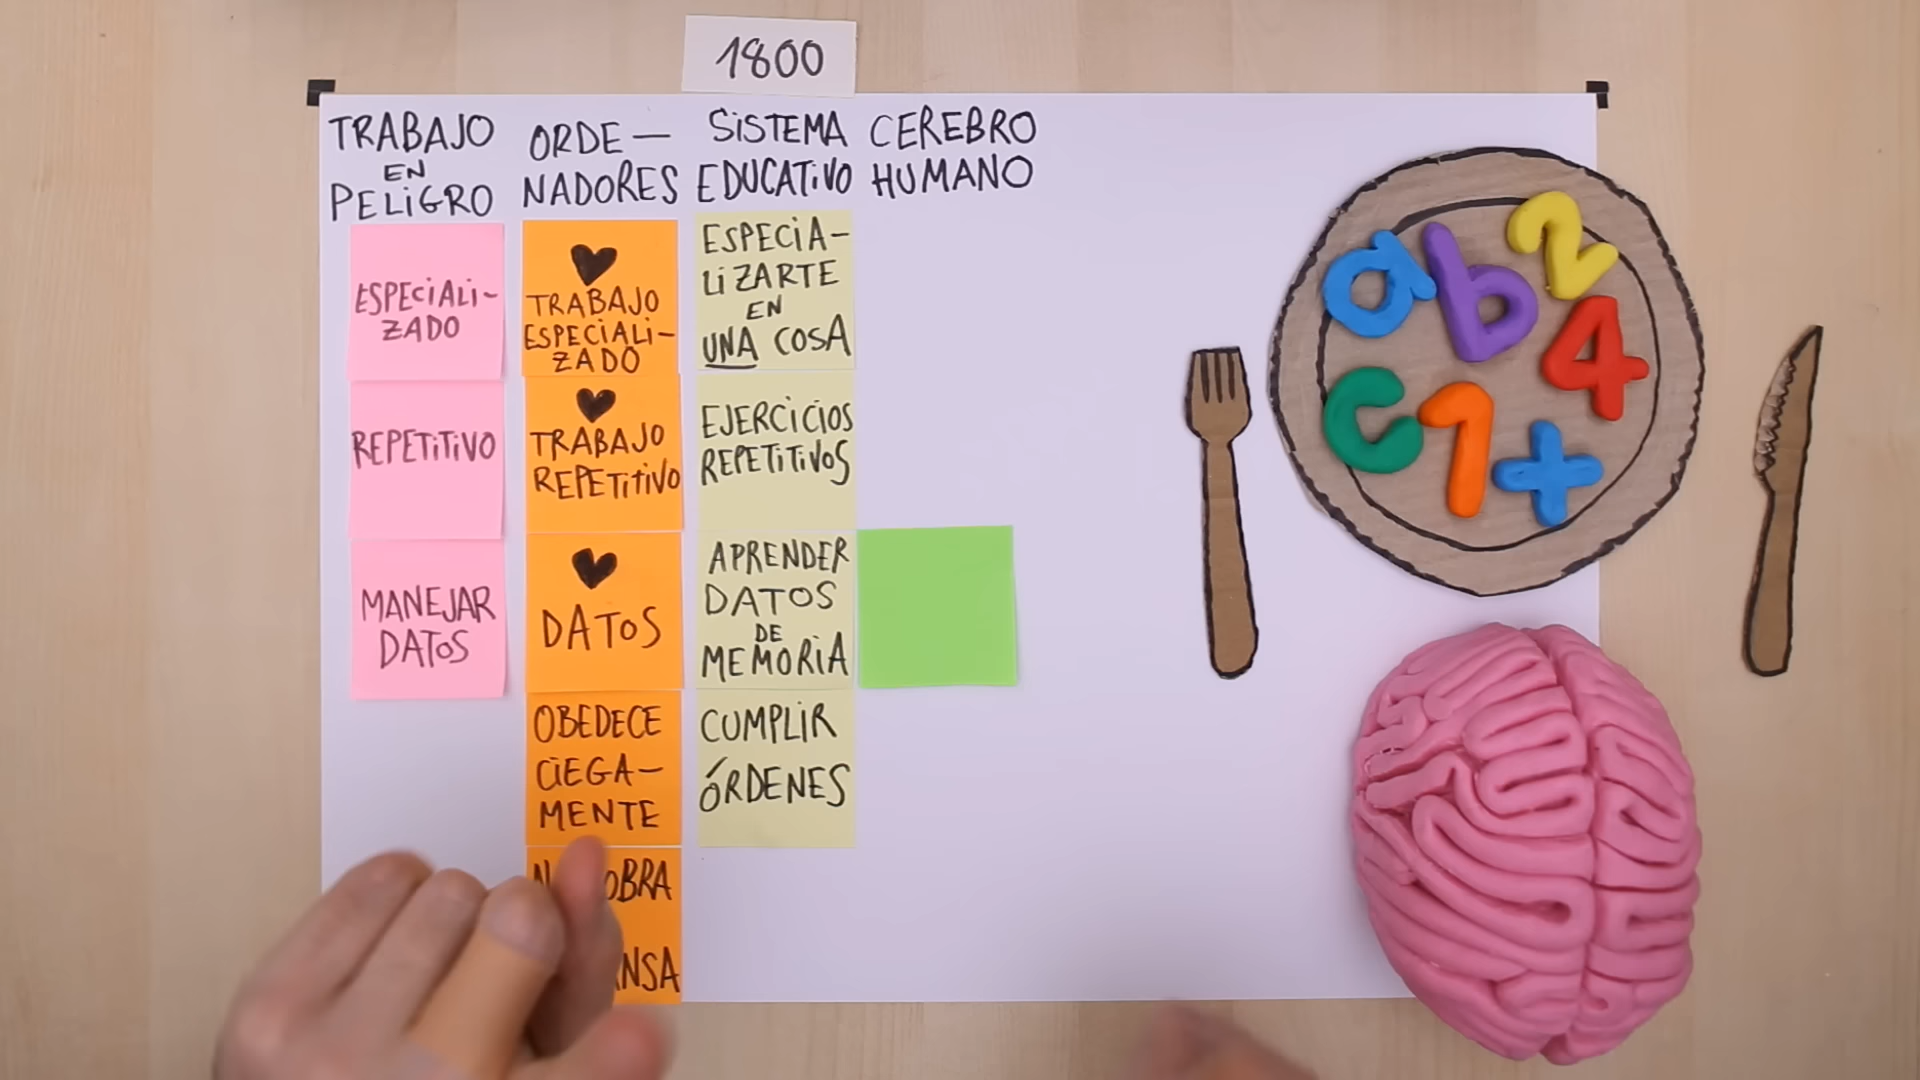 1800
TRABAJO
EN
PELIGRO
ORDE—
NADORES
SISTEMA
EDUCATIVO
CEREBRO
HUMANO
ESPECIALI-
ZADO
REPETITIVO
MANEJAR
DATOS
♥
TRABAJO
ESPECIALI-
ZADO
♥
TRABAJO
REPETITIVO
♥
DATOS
OBEDECE
CIEGA—
MENTE
ESPECIA-
LIZARTE
EN
UNA COSA
EJERCICIOS
REPETITIVOS
APRENDER
DATOS
DE
MEMORIA
CUMPLIR
ÓRDENES
a b 2
4
c 1 +